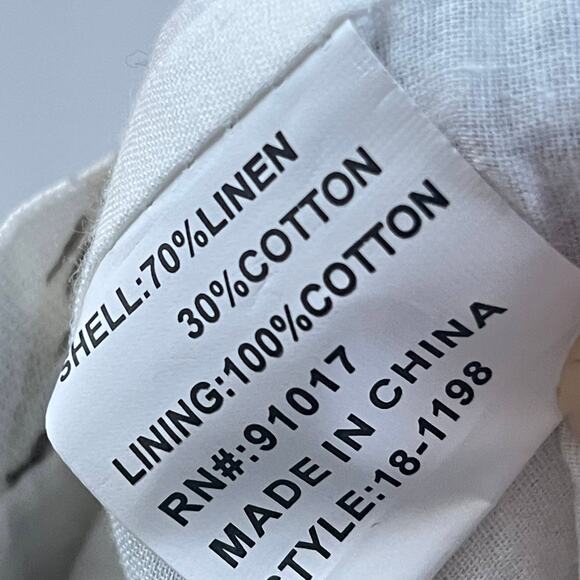 SHELL:70%LINEN
30%COTTON
LINING:100%COTTON
RN#:91017
MADE IN CHINA
STYLE:18-1198